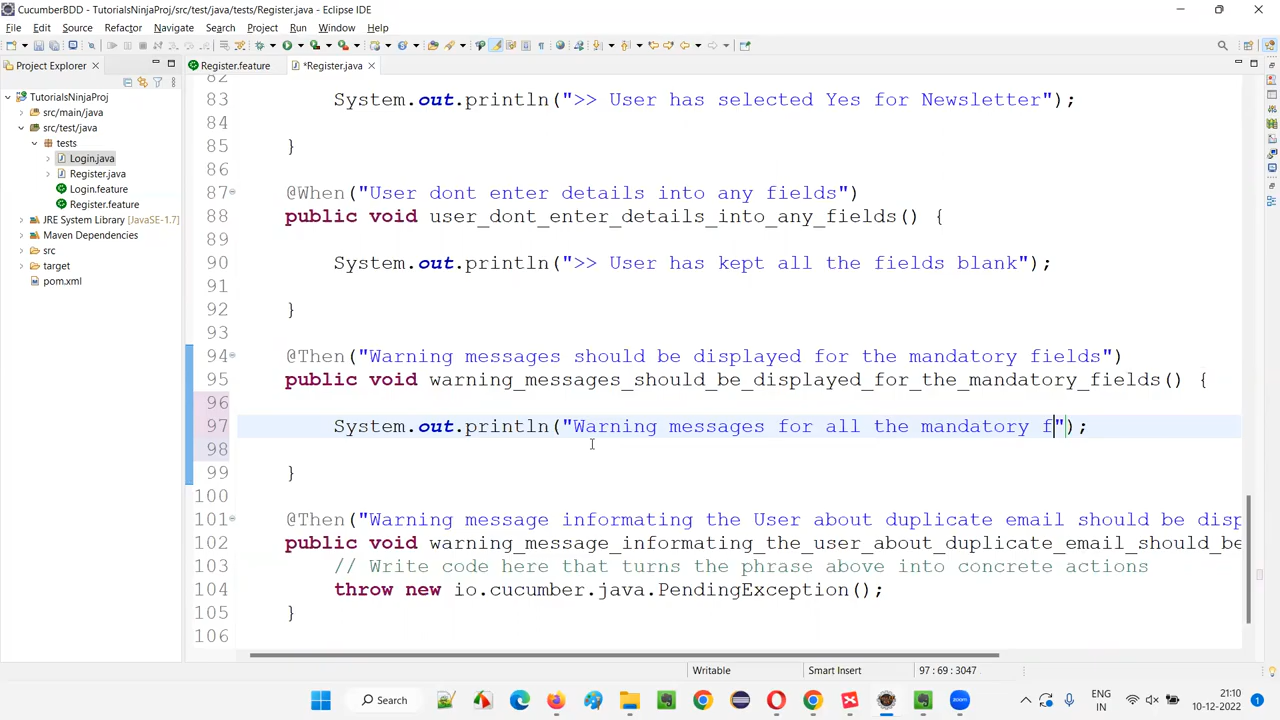 CucumberBDD - TutorialsNinjaProj/src/test/java/tests/Register.java - Eclipse IDE
File Edit Source Refactor Navigate Search Project Run Window Help
Project Explorer
Register.feature
*Register.java
TutorialsNinjaProj
src/main/java
src/test/java
tests
Login.java
Register.java
Login.feature
Register.feature
JRE System Library [JavaSE-1.7]
Maven Dependencies
src
target
pom.xml
82
83 System.out.println(">> User has selected Yes for Newsletter");
84
85 }
86
87 @When("User dont enter details into any fields")
88 public void user_dont_enter_details_into_any_fields() {
89
90 System.out.println(">> User has kept all the fields blank");
91
92 }
93
94 @Then("Warning messages should be displayed for the mandatory fields")
95 public void warning_messages_should_be_displayed_for_the_mandatory_fields() {
96
97 System.out.println("Warning messages for all the mandatory f");
98
99 }
100
101 @Then("Warning message informating the User about duplicate email should be disp
102 public void warning_message_informating_the_user_about_duplicate_email_should_be
103 // Write code here that turns the phrase above into concrete actions
104 throw new io.cucumber.java.PendingException();
105 }
106
Writable
Smart Insert
97 : 69 : 3047
Search
ENG
IN
21:10
10-12-2022
1